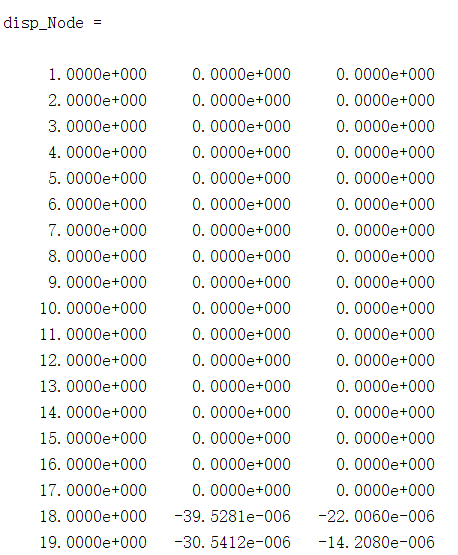 disp_Node =
1.0000e+000 0.0000e+000 0.0000e+000
2.0000e+000 0.0000e+000 0.0000e+000
3.0000e+000 0.0000e+000 0.0000e+000
4.0000e+000 0.0000e+000 0.0000e+000
5.0000e+000 0.0000e+000 0.0000e+000
6.0000e+000 0.0000e+000 0.0000e+000
7.0000e+000 0.0000e+000 0.0000e+000
8.0000e+000 0.0000e+000 0.0000e+000
9.0000e+000 0.0000e+000 0.0000e+000
10.0000e+000 0.0000e+000 0.0000e+000
11.0000e+000 0.0000e+000 0.0000e+000
12.0000e+000 0.0000e+000 0.0000e+000
13.0000e+000 0.0000e+000 0.0000e+000
14.0000e+000 0.0000e+000 0.0000e+000
15.0000e+000 0.0000e+000 0.0000e+000
16.0000e+000 0.0000e+000 0.0000e+000
17.0000e+000 0.0000e+000 0.0000e+000
18.0000e+000 -39.5281e-006 -22.0060e-006
19.0000e+000 -30.5412e-006 -14.2080e-006